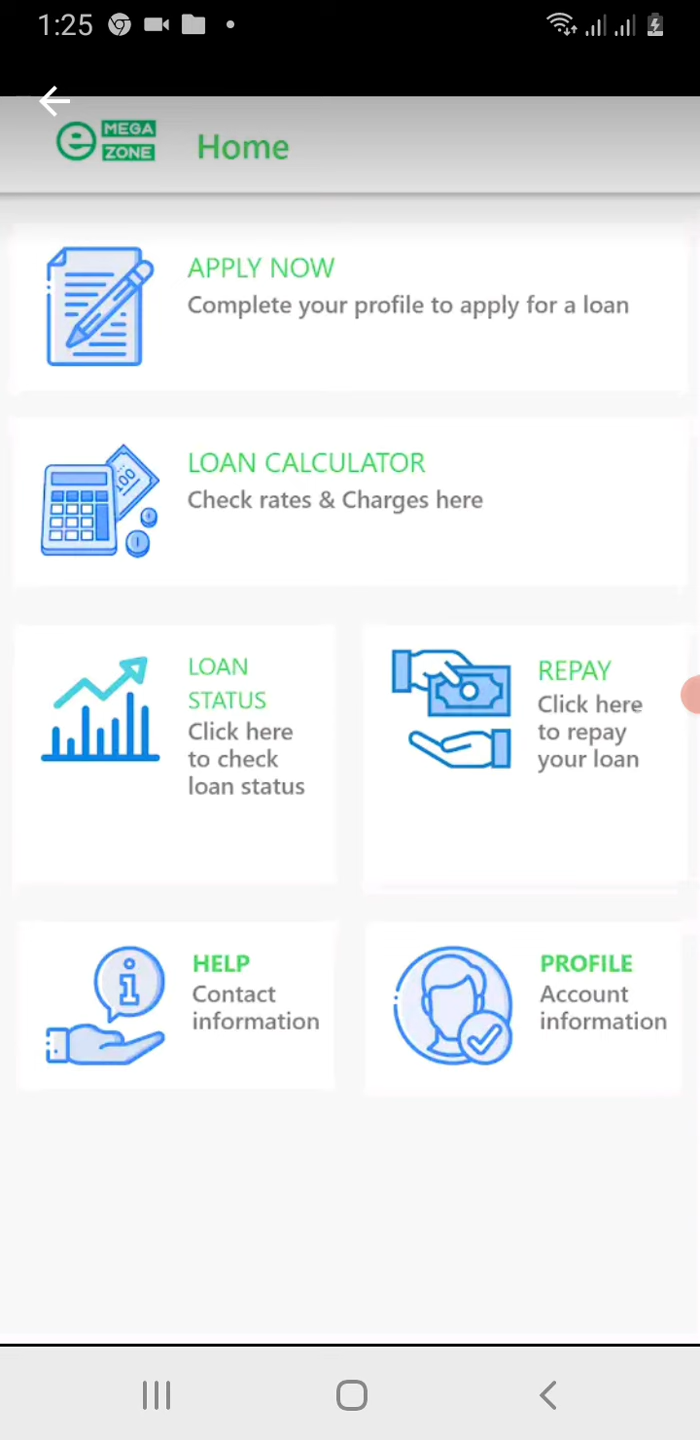 1:25
e MEGA
ZONE
Home
APPLY NOW
Complete your profile to apply for a loan
100
LOAN CALCULATOR
Check rates & Charges here
LOAN
STATUS
Click here
to check
loan status
REPAY
Click here
to repay
your loan
i
HELP
Contact
information
PROFILE
Account
information